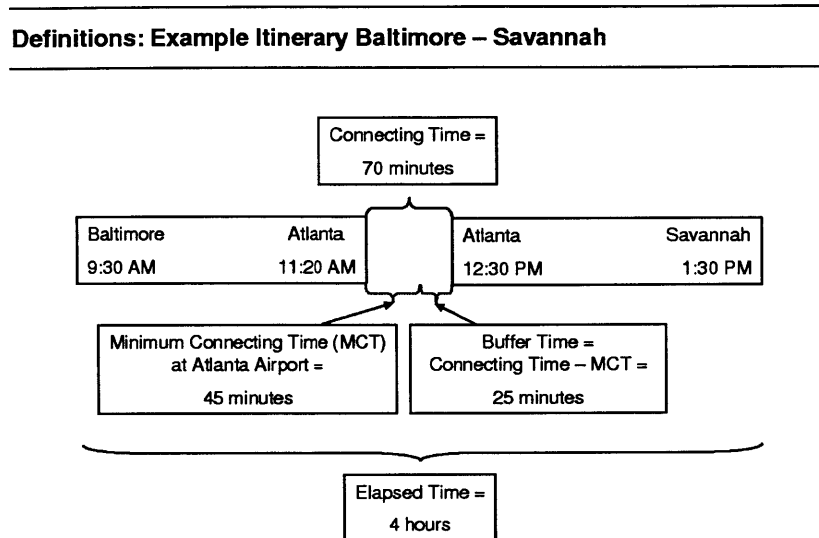 Definitions: Example Itinerary Baltimore – Savannah
Connecting Time =
70 minutes
Baltimore
Atlanta
9:30 AM
11:20 AM
Atlanta
Savannah
12:30 PM
1:30 PM
Minimum Connecting Time (MCT)
at Atlanta Airport =
45 minutes
Buffer Time =
Connecting Time – MCT =
25 minutes
Elapsed Time =
4 hours